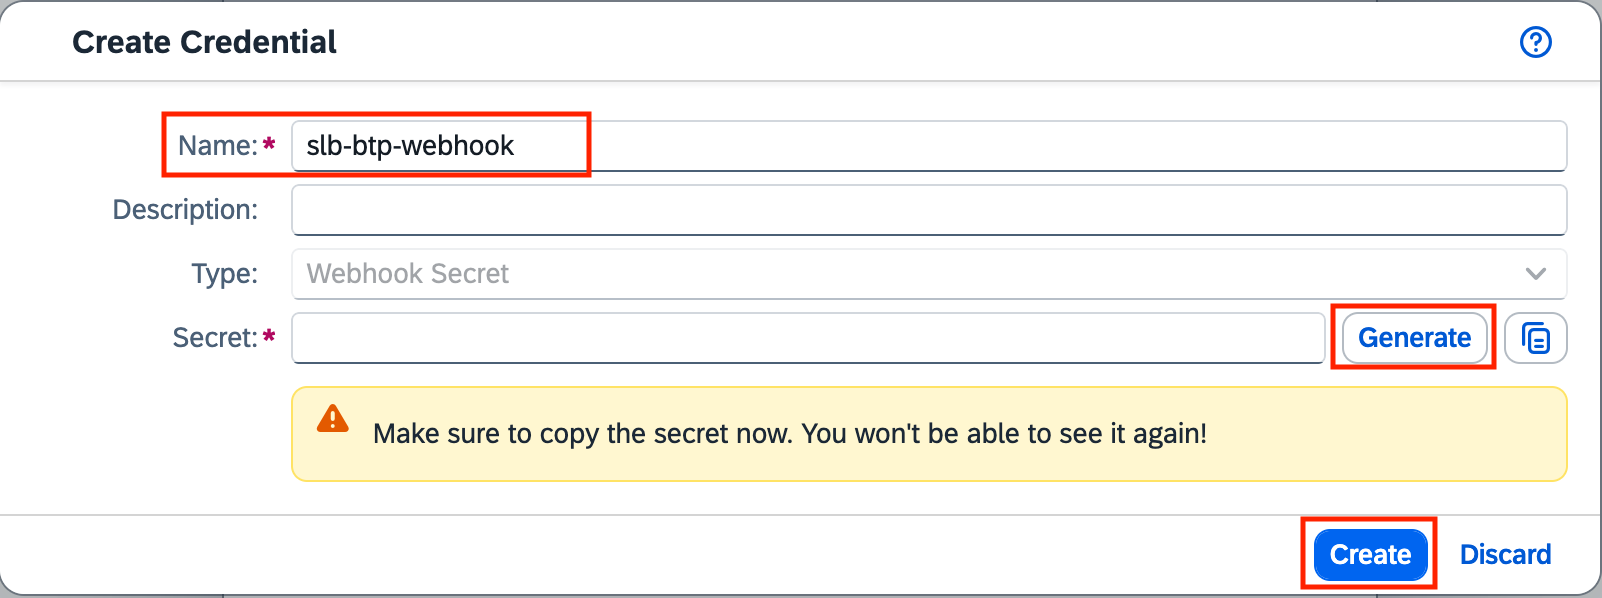 Create Credential
Name:* slb-btp-webhook
Description:
Type: Webhook Secret
Secret:* Generate
Make sure to copy the secret now. You won't be able to see it again!
Create Discard